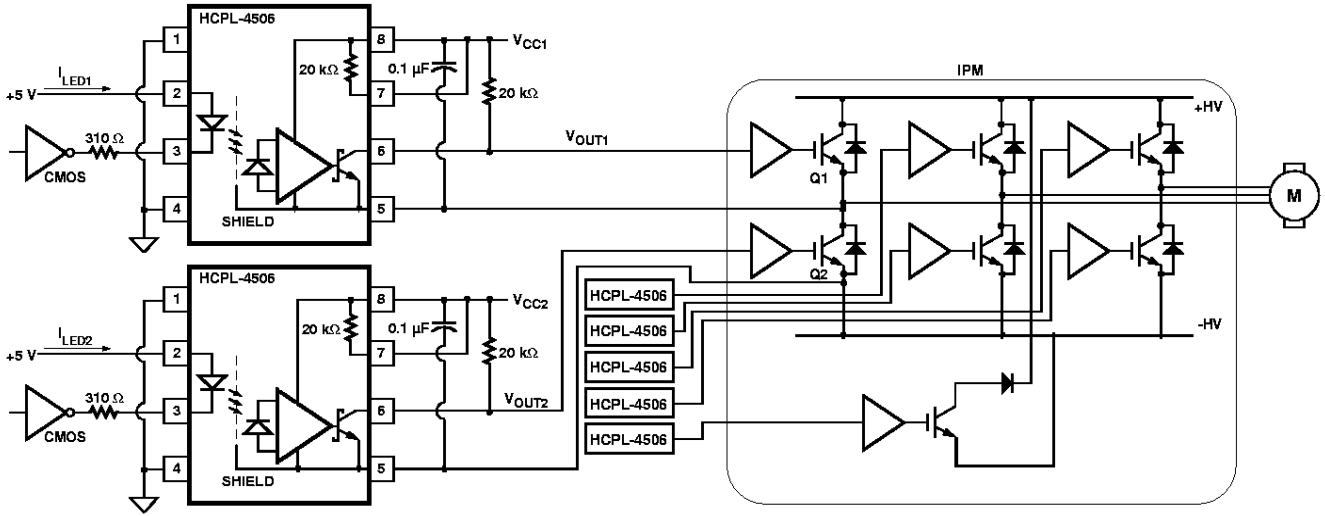 HCPL-4506
1
8
V_CC1
I_LED1
20 kΩ
0.1 µF
+5 V
2
7
20 kΩ
310 Ω
3
6
V_OUT1
CMOS
4
5
SHIELD
IPM
+HV
Q1
M
Q2
-HV
HCPL-4506
1
8
V_CC2
I_LED2
20 kΩ
0.1 µF
+5 V
2
7
20 kΩ
310 Ω
3
6
V_OUT2
CMOS
4
5
SHIELD
HCPL-4506
HCPL-4506
HCPL-4506
HCPL-4506
HCPL-4506